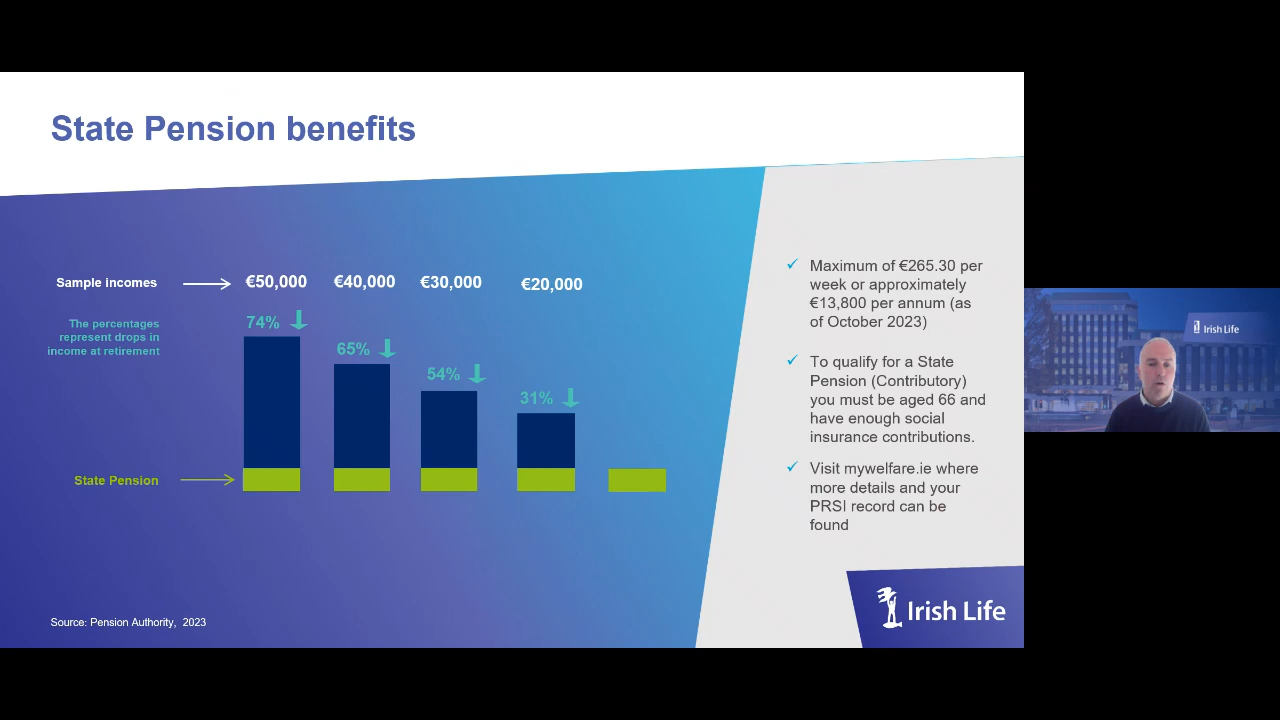 State Pension benefits
Sample incomes
€50,000
€40,000
€30,000
€20,000
The percentages
represent drops in
income at retirement
74%
65%
54%
31%
State Pension
Source: Pension Authority, 2023
✓ Maximum of €265.30 per
week or approximately
€13,800 per annum (as
of October 2023)
✓ To qualify for a State
Pension (Contributory)
you must be aged 66 and
have enough social
insurance contributions.
✓ Visit mywelfare.ie where
more details and your
PRSI record can be
found
Irish Life
Irish Life